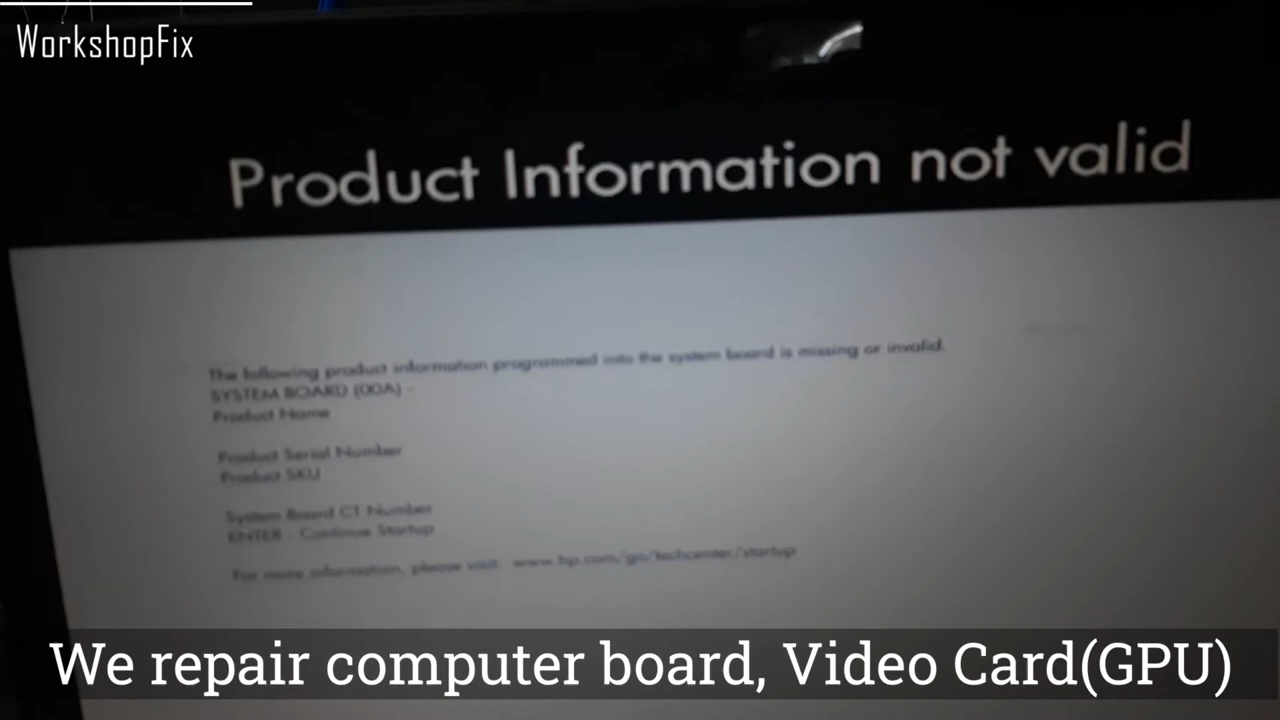 WorkshopFix
Product Information not valid
The following product information programmed into the system board is missing or invalid.
SYSTEM BOARD (00A) -
Product Name
Product Serial Number
Product SKU
System Board CT Number
ENTER - Continue Startup
For more information, please visit: www.hp.com/go/techcenter/startup
We repair computer board, Video Card(GPU)